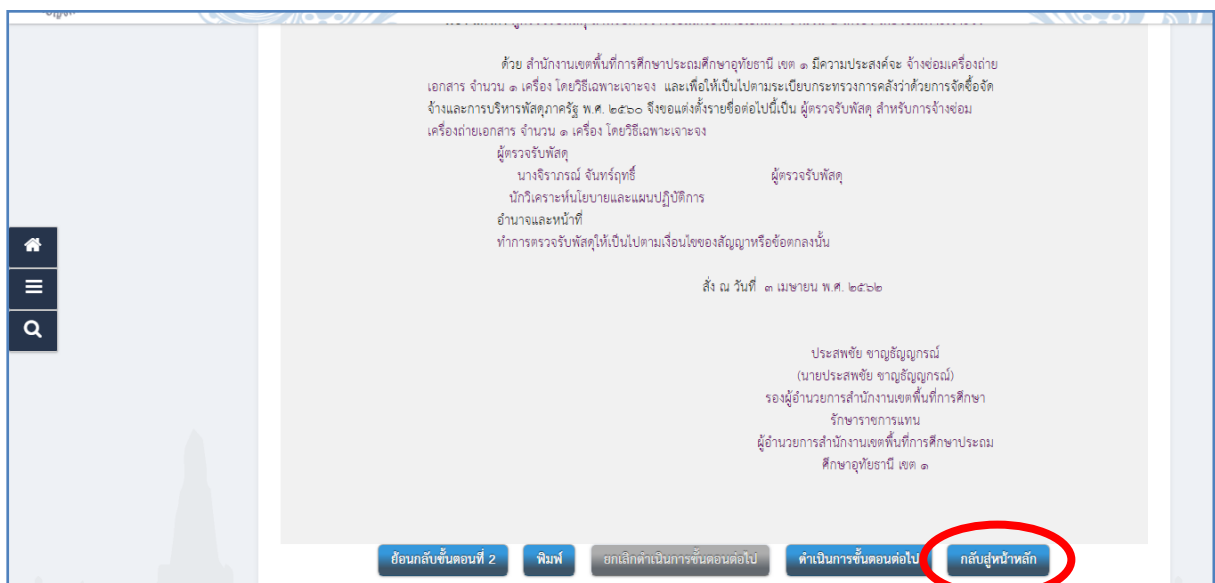 ด้วย สำนักงานเขตพื้นที่การศึกษาประถมศึกษาอุทัยธานี เขต ๑ มีความประสงค์จะ จ้างซ่อมเครื่องถ่าย
เอกสาร จำนวน ๑ เครื่อง โดยวิธีเฉพาะเจาะจง และเพื่อให้เป็นไปตามระเบียบกระทรวงการคลังว่าด้วยการจัดซื้อจัด
จ้างและการบริหารพัสดุภาครัฐ พ.ศ. ๒๕๖๐ จึงขอแต่งตั้งรายชื่อต่อไปนี้เป็น ผู้ตรวจรับพัสดุ สำหรับการจ้างซ่อม
เครื่องถ่ายเอกสาร จำนวน ๑ เครื่อง โดยวิธีเฉพาะเจาะจง
ผู้ตรวจรับพัสดุ
นางจิราภรณ์ จันทร์ฤทธิ์ ผู้ตรวจรับพัสดุ
นักวิเคราะห์นโยบายและแผนปฏิบัติการ
อำนาจและหน้าที่
ทำการตรวจรับพัสดุให้เป็นไปตามเงื่อนไขของสัญญาหรือข้อตกลงนั้น
สั่ง ณ วันที่ ๓ เมษายน พ.ศ. ๒๕๖๒
ประสพชัย ชาญธัญญกรณ์
(นายประสพชัย ชาญธัญญกรณ์)
รองผู้อำนวยการสำนักงานเขตพื้นที่การศึกษา
รักษาราชการแทน
ผู้อำนวยการสำนักงานเขตพื้นที่การศึกษาประถม
ศึกษาอุทัยธานี เขต ๑
ย้อนกลับขั้นตอนที่ 2 พิมพ์ ยกเลิกดำเนินการขั้นตอนต่อไป ดำเนินการขั้นตอนต่อไป กลับสู่หน้าหลัก